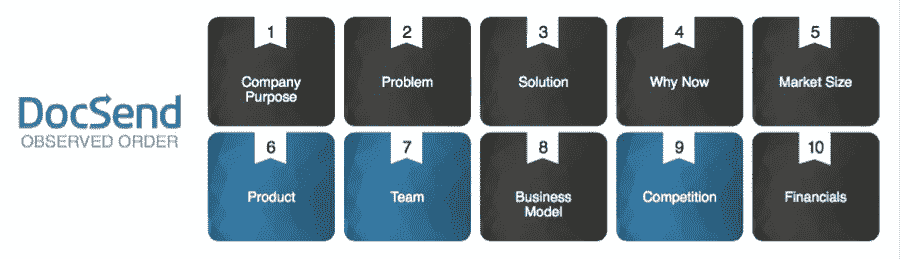 DocSend
OBSERVED ORDER
1
Company
Purpose
2
Problem
3
Solution
4
Why Now
5
Market Size
6
Product
7
Team
8
Business
Model
9
Competition
10
Financials